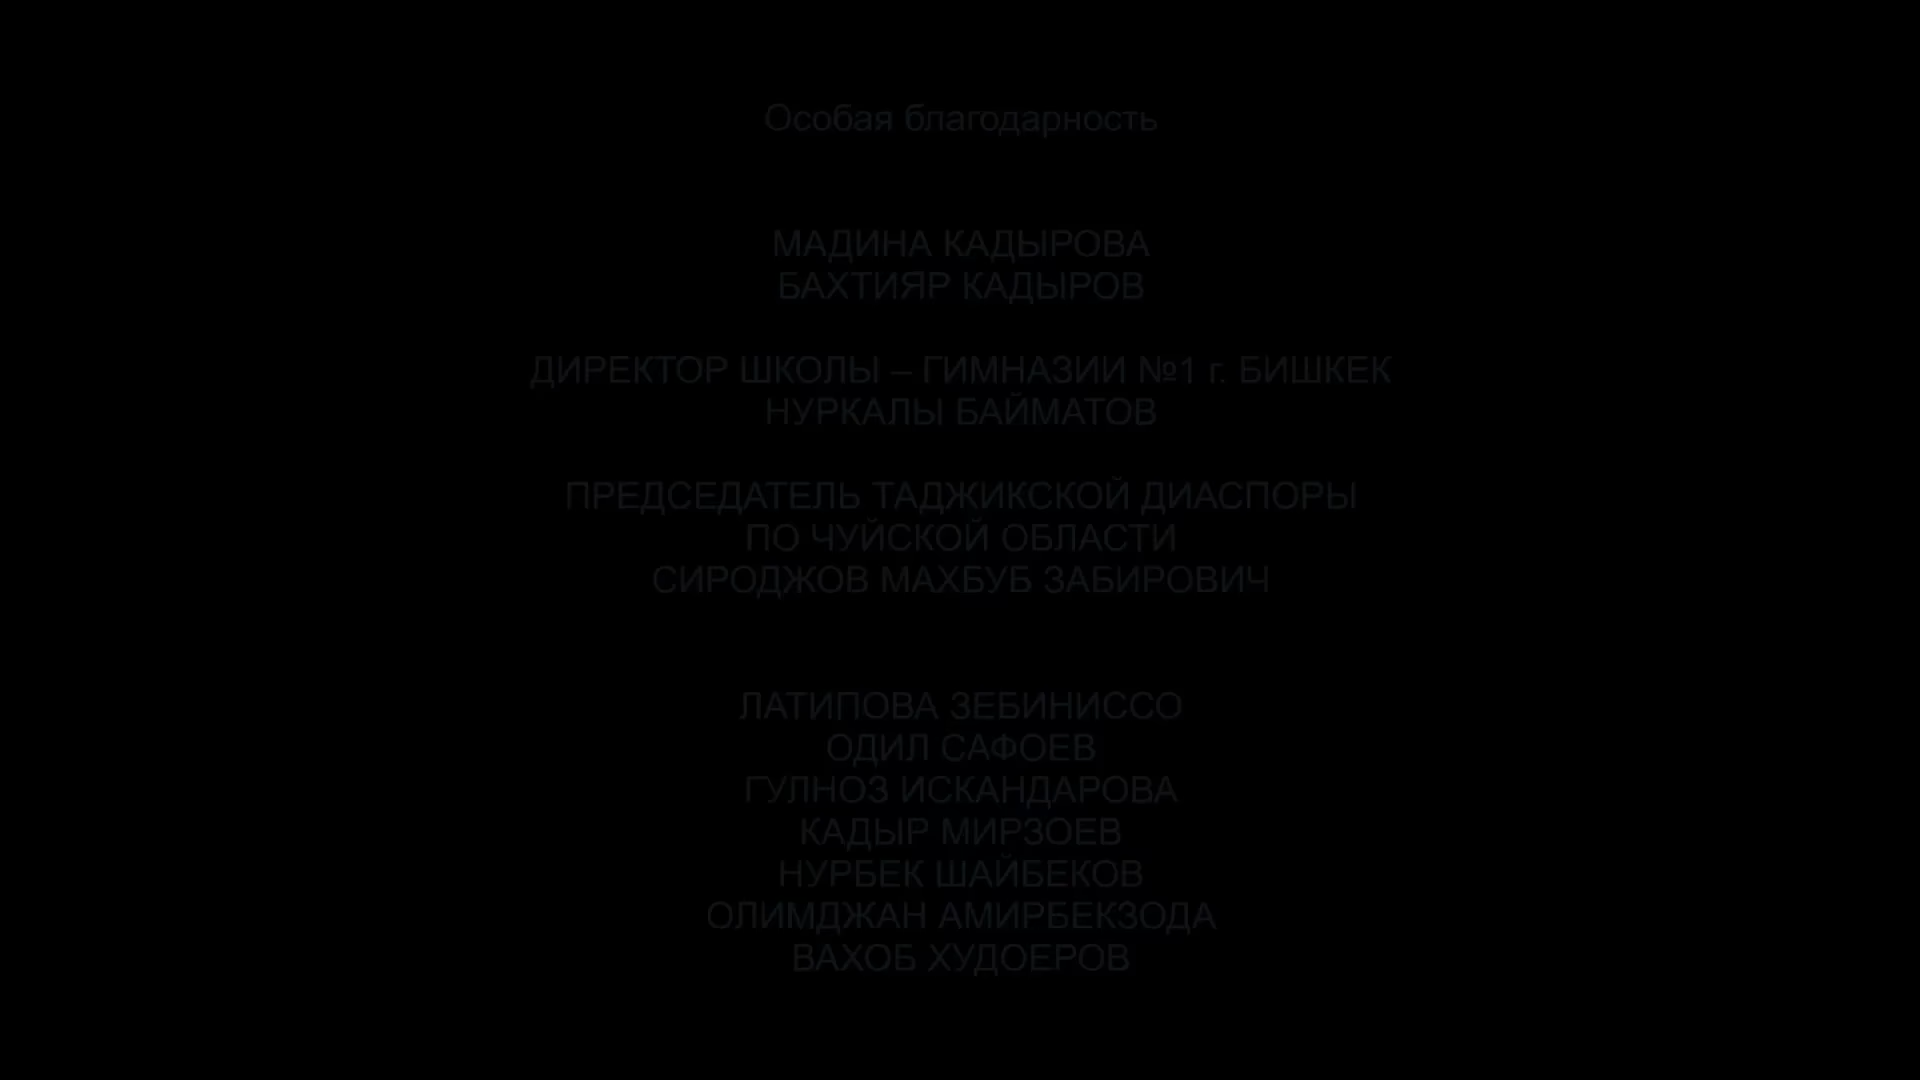 Особая благодарность
МАДИНА КАДЫРОВА
БАХТИЯР КАДЫРОВ
ДИРЕКТОР ШКОЛЫ – ГИМНАЗИИ №1 г. БИШКЕК
НУРКАЛЫ БАЙМАТОВ
ПРЕДСЕДАТЕЛЬ ТАДЖИКСКОЙ ДИАСПОРЫ
ПО ЧУЙСКОЙ ОБЛАСТИ
СИРОДЖОВ МАХБУБ ЗАБИРОВИЧ
ЛАТИПОВА ЗЕБИНИССО
ОДИЛ САФОЕВ
ГУЛНОЗ ИСКАНДАРОВА
КАДЫР МИРЗОЕВ
НУРБЕК ШАЙБЕКОВ
ОЛИМДЖАН АМИРБЕКЗОДА
ВАХОБ ХУДОЕРОВ